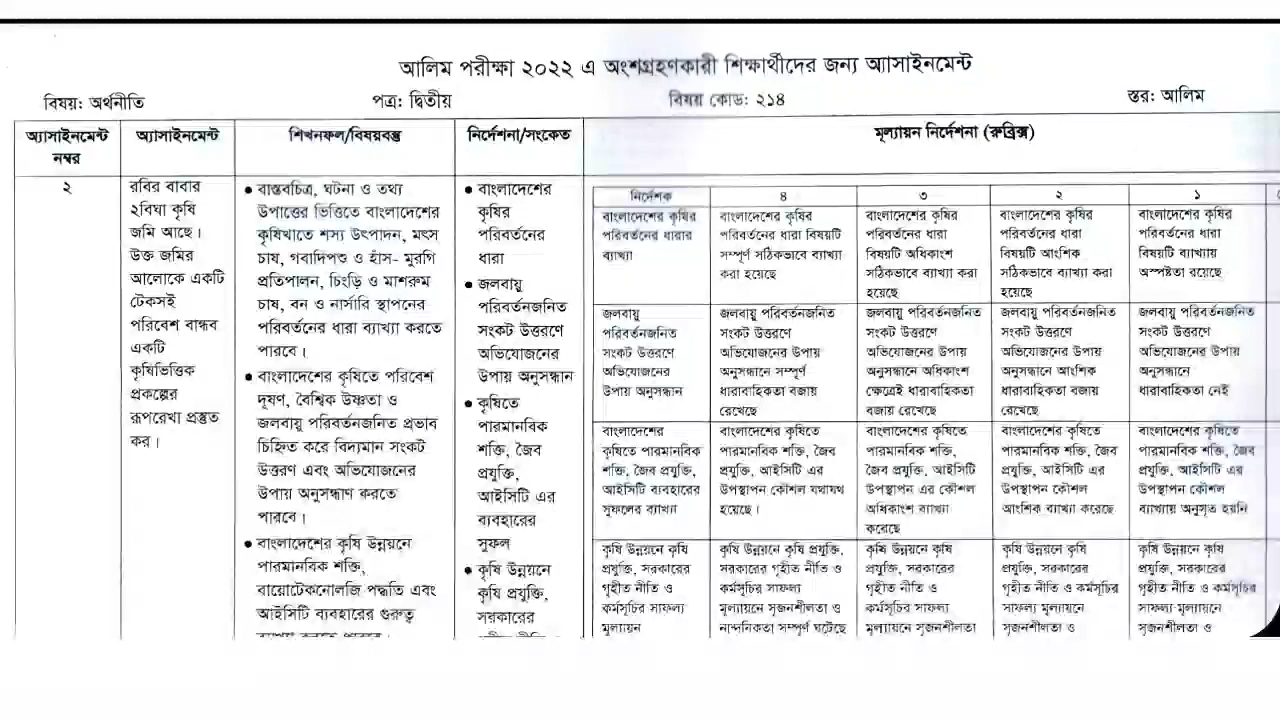 আলিম পরীক্ষা ২০২২ এ অংশগ্রহণকারী শিক্ষার্থীদের জন্য অ্যাসাইনমেন্ট
বিষয়: অর্থনীতি পত্র: দ্বিতীয় বিষয় কোড: ২১৪ স্তর: আলিম
অ্যাসাইনমেন্ট
নম্বর
অ্যাসাইনমেন্ট
শিখনফল/বিষয়বস্তু
নির্দেশনা/সংকেত
মূল্যায়ন নির্দেশনা (রুব্রিক্স)
২
রবির বাবার
২বিঘা কৃষি
জমি আছে।
উক্ত জমির
আলোকে একটি
টেকসই
পরিবেশ বান্ধব
একটি
কৃষিভিত্তিক
প্রকল্পের
রূপরেখা প্রস্তুত
কর।
● বাস্তবচিত্র, ঘটনা ও তথ্য
উপাত্তের ভিত্তিতে বাংলাদেশের
কৃষিখাতে শস্য উৎপাদন, মৎস
চাষ, গবাদিপশু ও হাঁস- মুরগি
প্রতিপালন, চিংড়ি ও মাশরুম
চাষ, বন ও নার্সারি স্থাপনের
পরিবর্তনের ধারা ব্যাখ্যা করতে
পারবে।
● বাংলাদেশের কৃষিতে পরিবেশ
দূষণ, বৈশ্বিক উষ্ণতা ও
জলবায়ু পরিবর্তনজনিত প্রভাব
চিহ্নিত করে বিদ্যমান সংকট
উত্তরণ এবং অভিযোজনের
উপায় অনুসন্ধাণ করতে
পারবে।
● বাংলাদেশের কৃষি উন্নয়নে
পারমানবিক শক্তি,
বায়োটেকনোলজি পদ্ধতি এবং
আইসিটি ব্যবহারের গুরুত্ব
ব্যাখ্যা করতে পারবে।
● বাংলাদেশের
কৃষির
পরিবর্তনের
ধারা
● জলবায়ু
পরিবর্তনজনিত
সংকট উত্তরণে
অভিযোজনের
উপায় অনুসন্ধান
● কৃষিতে
পারমানবিক
শক্তি, জৈব
প্রযুক্তি,
আইসিটি এর
ব্যবহারের
সুফল
● কৃষি উন্নয়নে
কৃষি প্রযুক্তি,
সরকারের
নির্দেশক ৪ ৩ ২ ১
বাংলাদেশের কৃষির
পরিবর্তনের ধারার
ব্যাখ্যা
বাংলাদেশের কৃষির
পরিবর্তনের ধারা বিষয়টি
সম্পূর্ণ সঠিকভাবে ব্যাখ্যা
করা হয়েছে
বাংলাদেশের কৃষির
পরিবর্তনের ধারা
বিষয়টি অধিকাংশ
সঠিকভাবে ব্যাখ্যা করা
হয়েছে
বাংলাদেশের কৃষির
পরিবর্তনের ধারা
বিষয়টি আংশিক
সঠিকভাবে ব্যাখ্যা করা
হয়েছে
বাংলাদেশের কৃষির
পরিবর্তনের ধারা
বিষয়টি ব্যাখ্যায়
অস্পষ্টতা রয়েছে
জলবায়ু
পরিবর্তনজনিত
সংকট উত্তরণে
অভিযোজনের
উপায় অনুসন্ধান
জলবায়ু পরিবর্তনজনিত
সংকট উত্তরণে
অভিযোজনের উপায়
অনুসন্ধানে সম্পূর্ণ
ধারাবাহিকতা বজায়
রেখেছে
জলবায়ু পরিবর্তনজনিত
সংকট উত্তরণে
অভিযোজনের উপায়
অনুসন্ধানে অধিকাংশ
ক্ষেত্রেই ধারাবাহিকতা
বজায় রেখেছে
জলবায়ু পরিবর্তনজনিত
সংকট উত্তরণে
অভিযোজনের উপায়
অনুসন্ধানে আংশিক
ধারাবাহিকতা বজায়
রেখেছে
জলবায়ু পরিবর্তনজনিত
সংকট উত্তরণে
অভিযোজনের উপায়
অনুসন্ধানে
ধারাবাহিকতা নেই
বাংলাদেশের
কৃষিতে পারমানবিক
শক্তি, জৈব প্রযুক্তি,
আইসিটি ব্যবহারের
সুফলের ব্যাখ্যা
বাংলাদেশের কৃষিতে
পারমানবিক শক্তি, জৈব
প্রযুক্তি, আইসিটি এর
উপস্থাপন কৌশল যথাযথ
হয়েছে।
বাংলাদেশের কৃষিতে
পারমানবিক শক্তি,
জৈব প্রযুক্তি, আইসিটি
উপস্থাপন এর কৌশল
অধিকাংশ ব্যাখ্যা
করেছে
বাংলাদেশের কৃষিতে
পারমানবিক শক্তি, জৈব
প্রযুক্তি, আইসিটি এর
উপস্থাপন কৌশল
আংশিক ব্যাখ্যা করেছে
বাংলাদেশের কৃষিতে
পারমানবিক শক্তি, জৈব
প্রযুক্তি, আইসিটি এর
উপস্থাপন কৌশল
ব্যাখ্যায় অনুসৃত হয়নি
কৃষি উন্নয়নে কৃষি
প্রযুক্তি, সরকারের
গৃহীত নীতি ও
কর্মসূচির সাফল্য
মূল্যায়ন
কৃষি উন্নয়নে কৃষি প্রযুক্তি,
সরকারের গৃহীত নীতি ও
কর্মসূচির সাফল্য
মূল্যায়নে সৃজনশীলতা ও
নান্দনিকতা সম্পূর্ণ ঘটেছে
কৃষি উন্নয়নে কৃষি
প্রযুক্তি, সরকারের
গৃহীত নীতি ও
কর্মসূচির সাফল্য
মূল্যায়নে সৃজনশীলতা
কৃষি উন্নয়নে কৃষি
প্রযুক্তি, সরকারের
গৃহীত নীতি ও কর্মসূচির
সাফল্য মূল্যায়নে
সৃজনশীলতা ও
কৃষি উন্নয়নে কৃষি
প্রযুক্তি, সরকারের
গৃহীত নীতি ও কর্মসূচির
সাফল্য মূল্যায়নে
সৃজনশীলতা ও